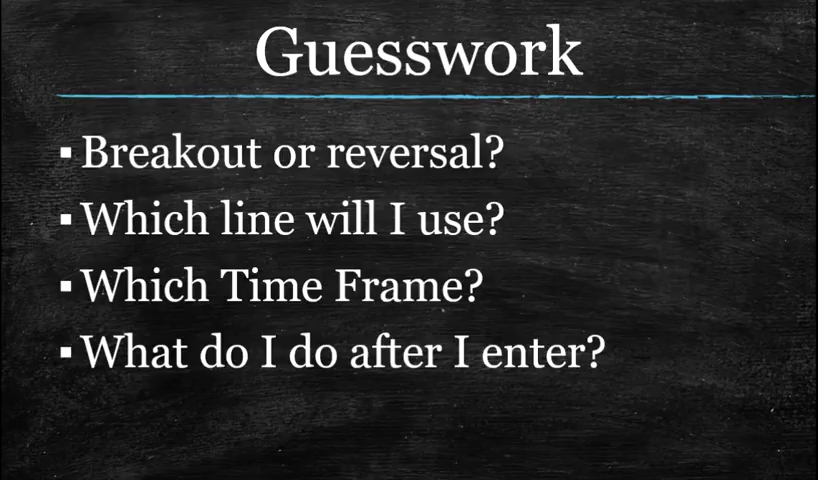 Guesswork
▪ Breakout or reversal?
▪ Which line will I use?
▪ Which Time Frame?
▪ What do I do after I enter?